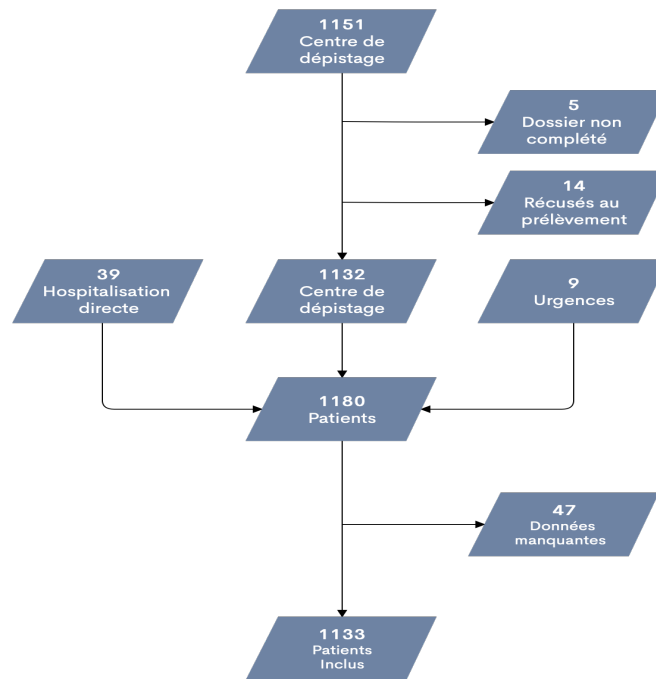 1151
Centre de
dépistage
5
Dossier non
complété
14
Récusés au
prélèvement
39
Hospitalisation
directe
1132
Centre de
dépistage
9
Urgences
1180
Patients
47
Données
manquantes
1133
Patients
Inclus